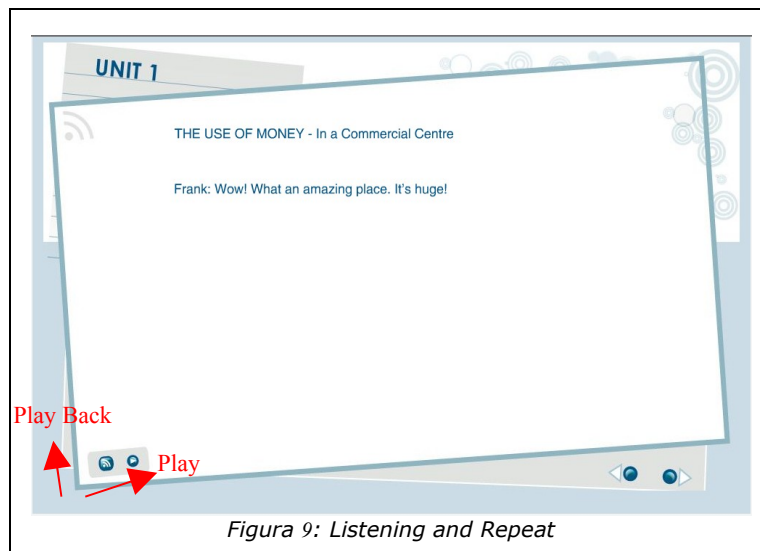 UNIT 1
THE USE OF MONEY - In a Commercial Centre
Frank: Wow! What an amazing place. It's huge!
Play Back
Play
Figura 9: Listening and Repeat